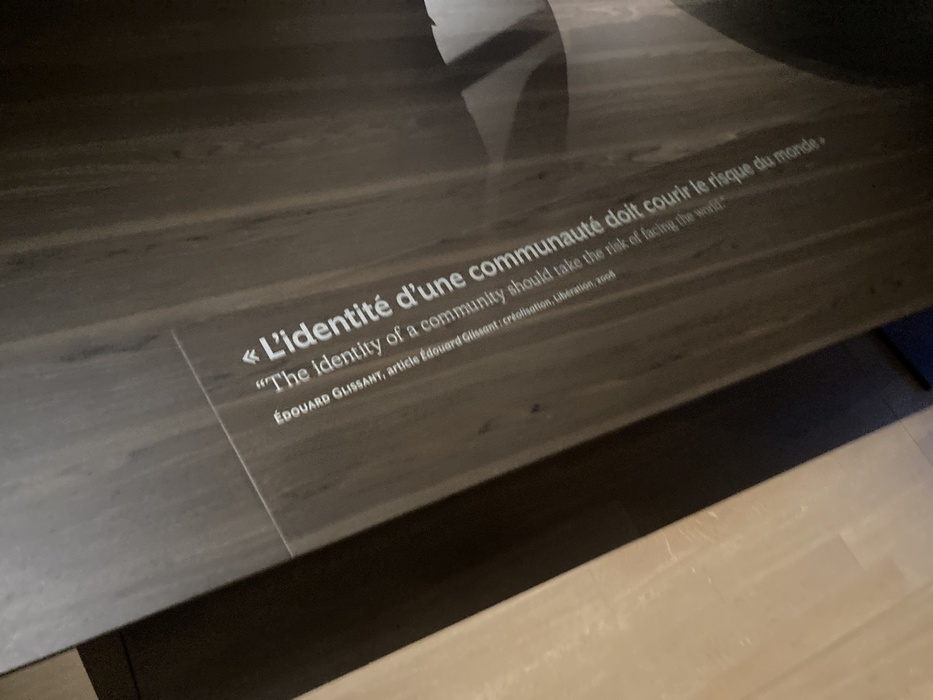 « L'identité d'une communauté doit courir le risque du monde »
“The identity of a community should take the risk of facing the world”
ÉDOUARD GLISSANT, article Édouard Glissant : créolisation, Libération, 2008